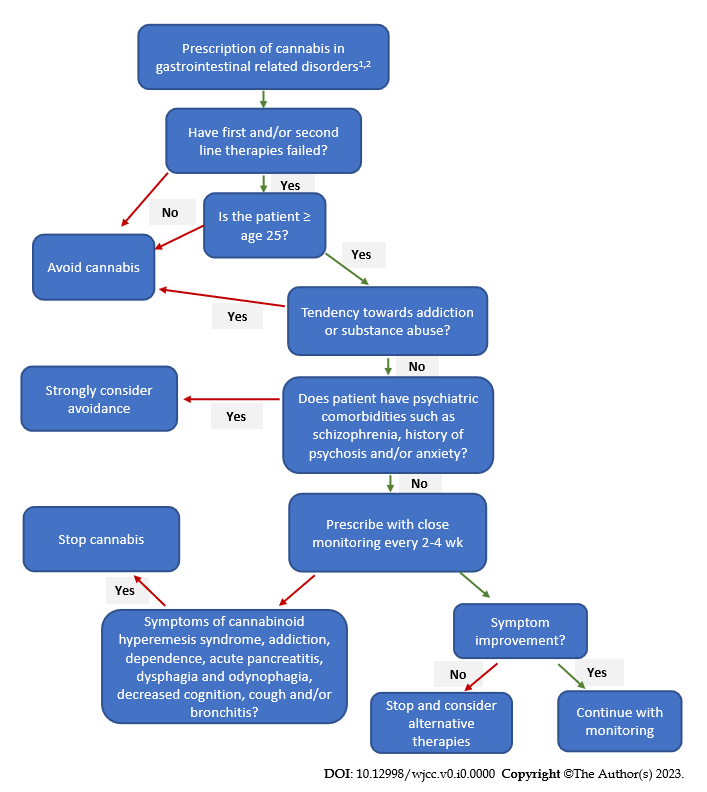 Prescription of cannabis in
gastrointestinal related disorders1,2
Have first and/or second
line therapies failed?
Yes
No
Is the patient ≥
age 25?
Yes
Avoid cannabis
Yes
Tendency towards addiction
or substance abuse?
No
Strongly consider
avoidance
Yes
Does patient have psychiatric
comorbidities such as
schizophrenia, history of
psychosis and/or anxiety?
No
Stop cannabis
Prescribe with close
monitoring every 2-4 wk
Yes
Symptoms of cannabinoid
hyperemesis syndrome, addiction,
dependence, acute pancreatitis,
dysphagia and odynophagia,
decreased cognition, cough and/or
bronchitis?
Symptom
improvement?
No
Yes
Stop and consider
alternative
therapies
Continue with
monitoring
DOI: 10.12998/wjcc.v0.i0.0000 Copyright ©The Author(s) 2023.